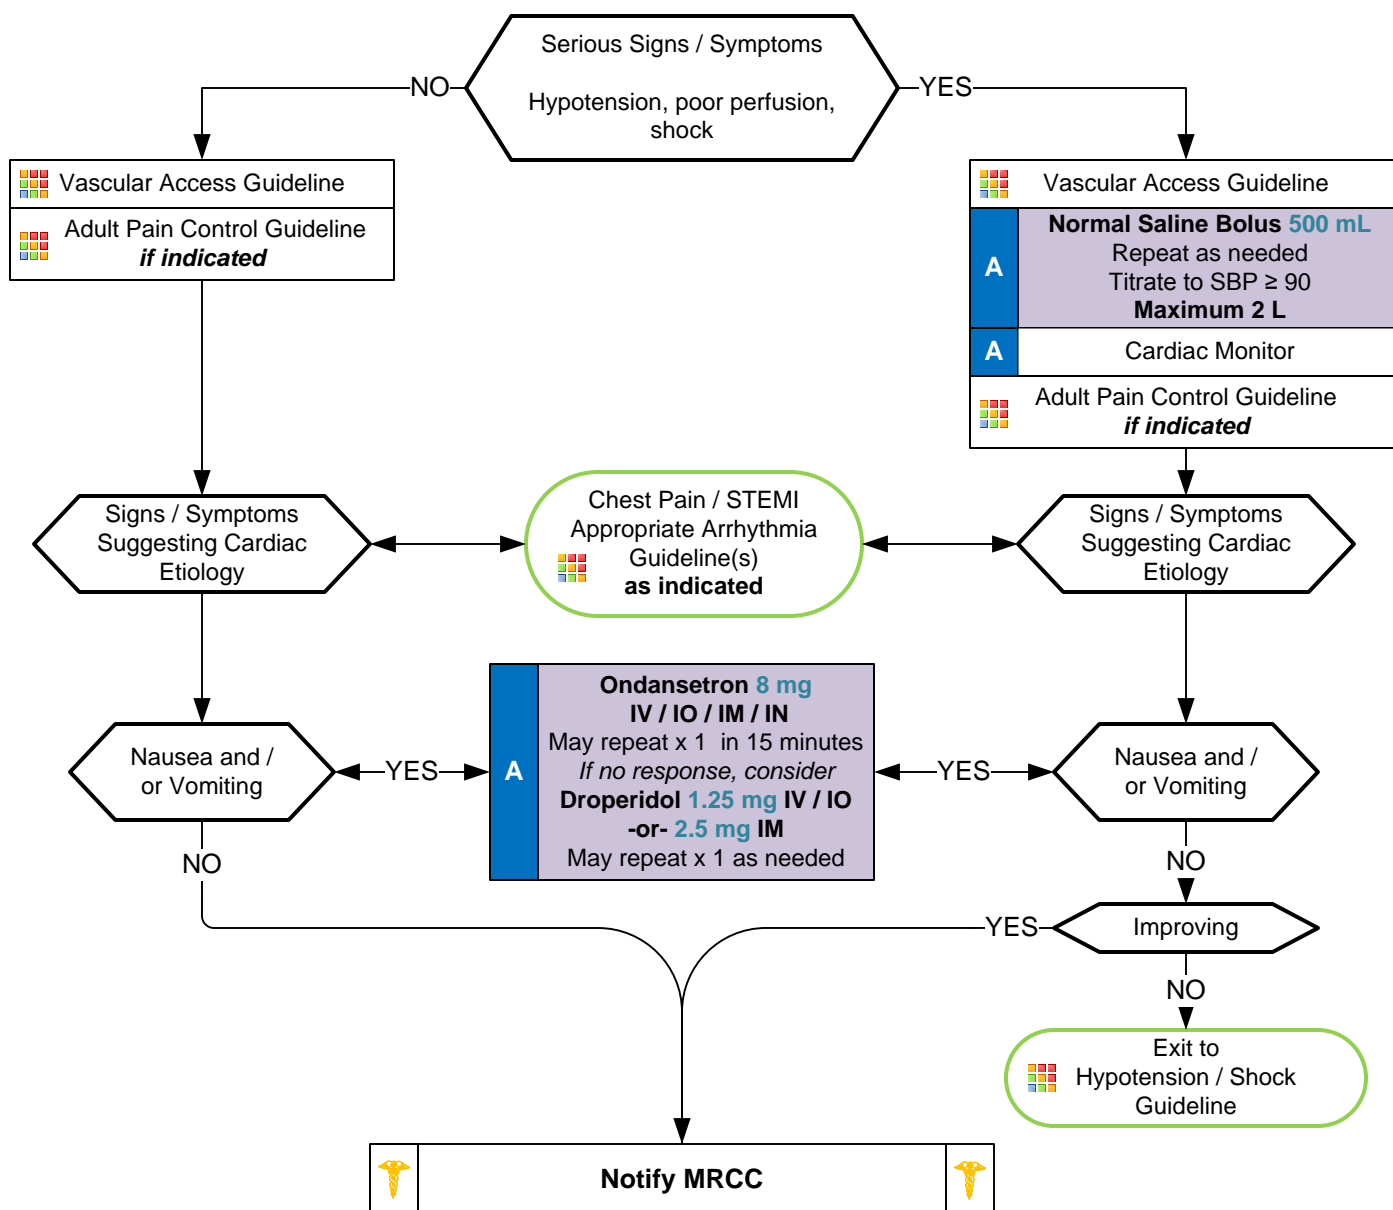 Serious Signs / Symptoms
Hypotension, poor perfusion,
shock
NO
YES
Vascular Access Guideline
Adult Pain Control Guideline
if indicated
Vascular Access Guideline
A
Normal Saline Bolus 500 mL
Repeat as needed
Titrate to SBP ≥ 90
Maximum 2 L
A
Cardiac Monitor
Adult Pain Control Guideline
if indicated
Signs / Symptoms
Suggesting Cardiac
Etiology
Chest Pain / STEMI
Appropriate Arrhythmia
Guideline(s)
as indicated
Signs / Symptoms
Suggesting Cardiac
Etiology
Nausea and /
or Vomiting
YES
A
Ondansetron 8 mg
IV / IO / IM / IN
May repeat x 1 in 15 minutes
If no response, consider
Droperidol 1.25 mg IV / IO
-or- 2.5 mg IM
May repeat x 1 as needed
YES
Nausea and /
or Vomiting
NO
NO
YES
Improving
NO
Exit to
Hypotension / Shock
Guideline
Notify MRCC